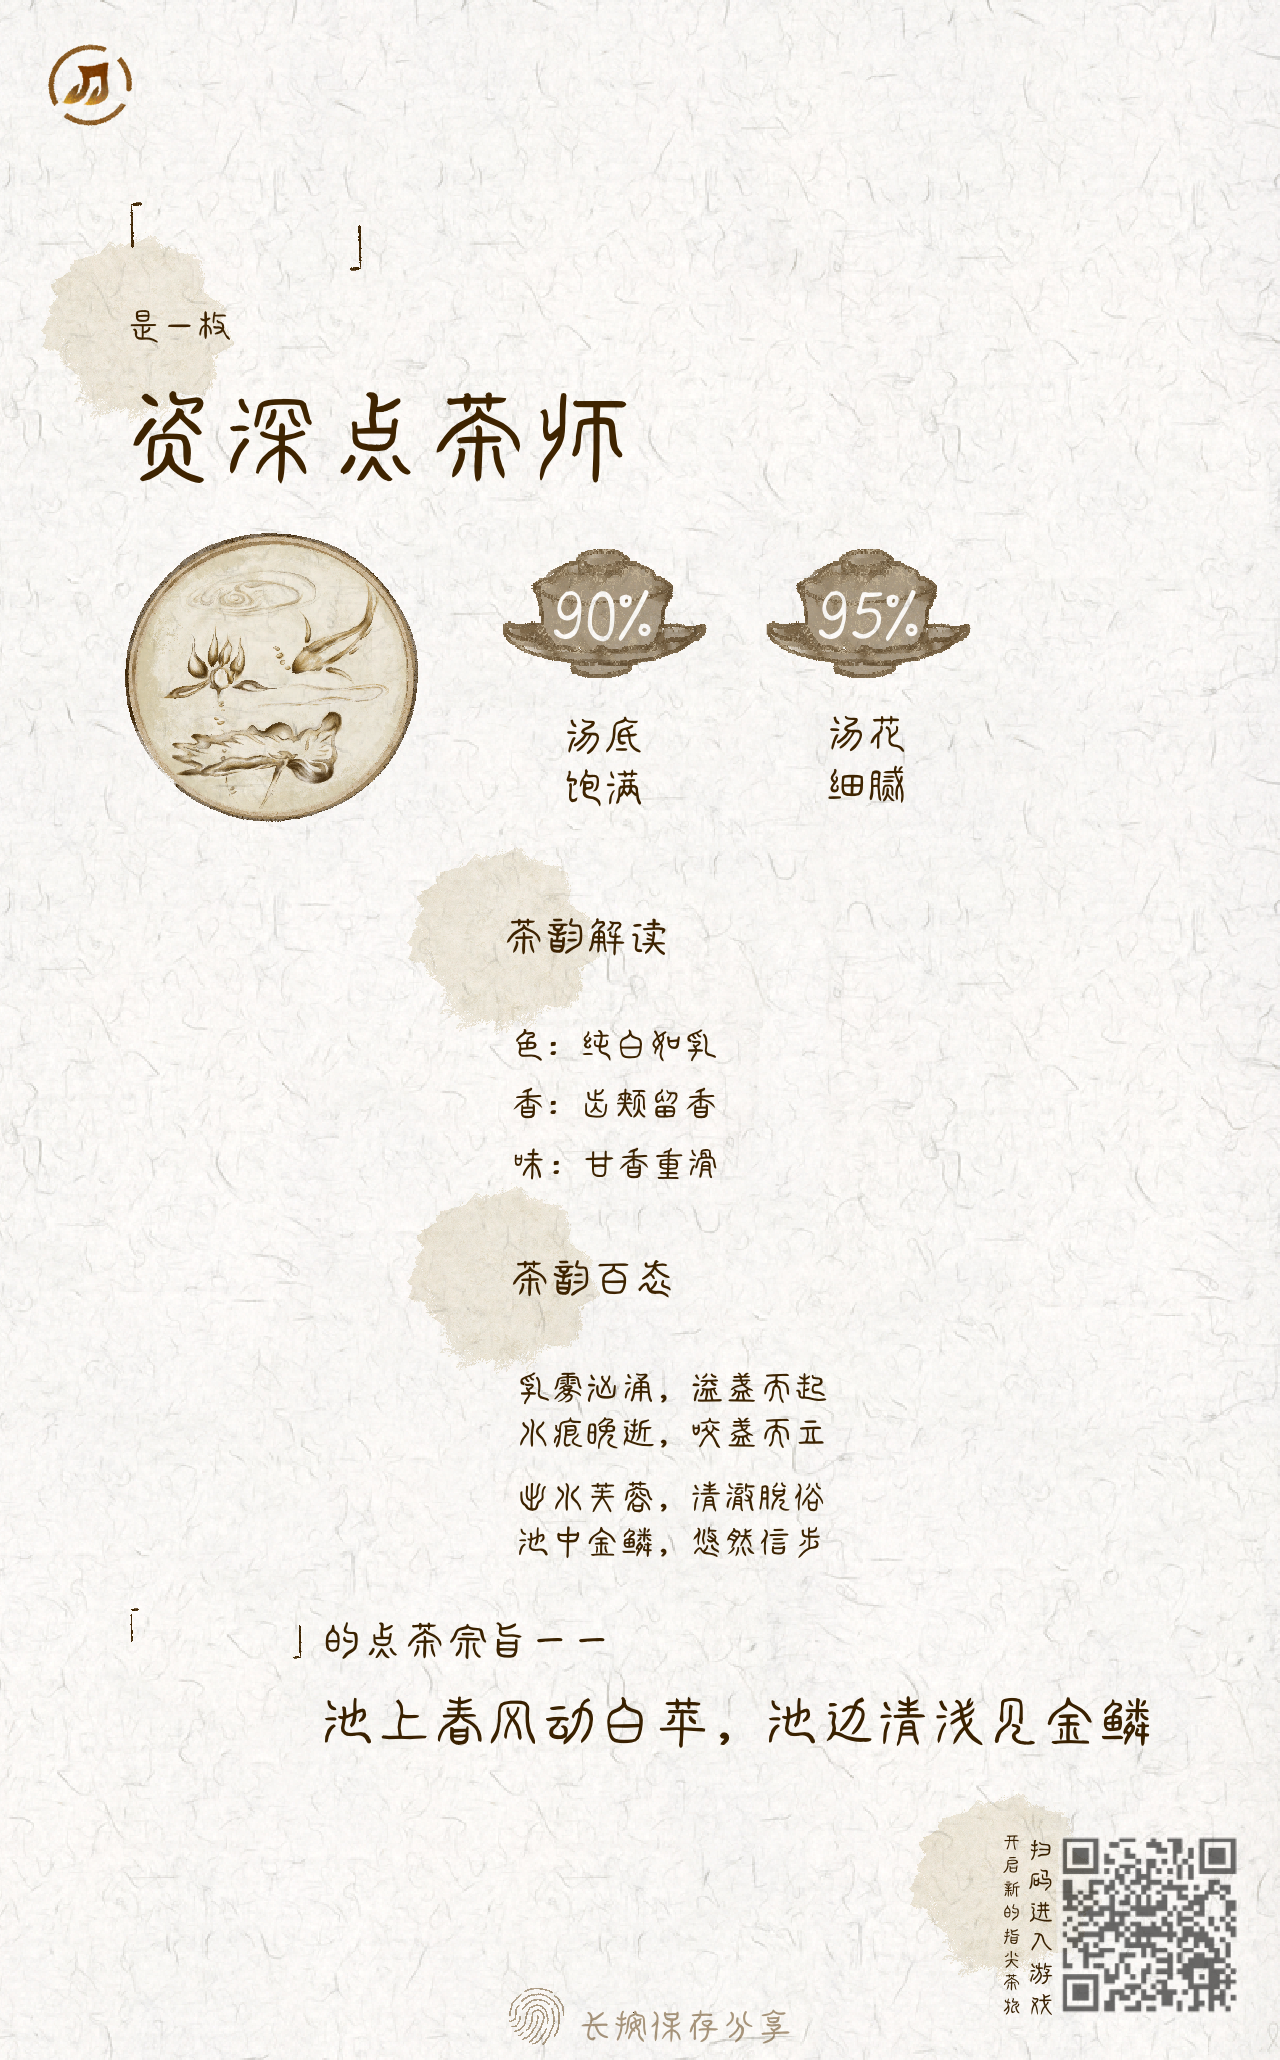 「 」
是一枚
资深点茶师
90%
95%
汤底
饱满
汤花
细腻
茶韵解读
色：纯白如乳
香：齿颊留香
味：甘香重滑
茶韵百态
乳雾汹涌，溢盏而起
水痕晚逝，咬盏而立
出水芙蓉，清澈脱俗
池中金鳞，悠然信步
「 」的点茶宗旨一一
池上春风动白苹，池边清浅见金鳞
扫码进入游戏
开启新的指尖茶旅
长按保存分享